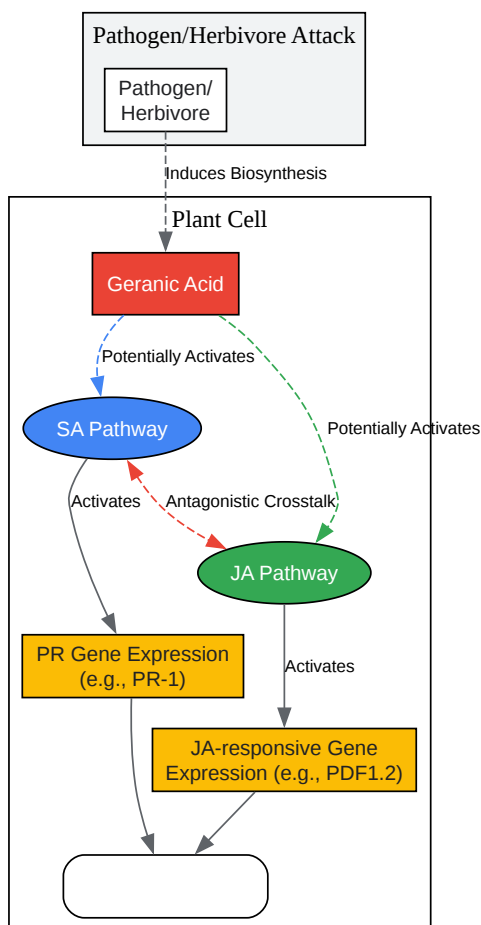 Pathogen/Herbivore Attack
Pathogen/
Herbivore
Induces Biosynthesis
Plant Cell
Geranic Acid
Potentially Activates
Potentially Activates
SA Pathway
Activates
Antagonistic Crosstalk
JA Pathway
PR Gene Expression
(e.g., PR-1)
Activates
JA-responsive Gene
Expression (e.g., PDF1.2)